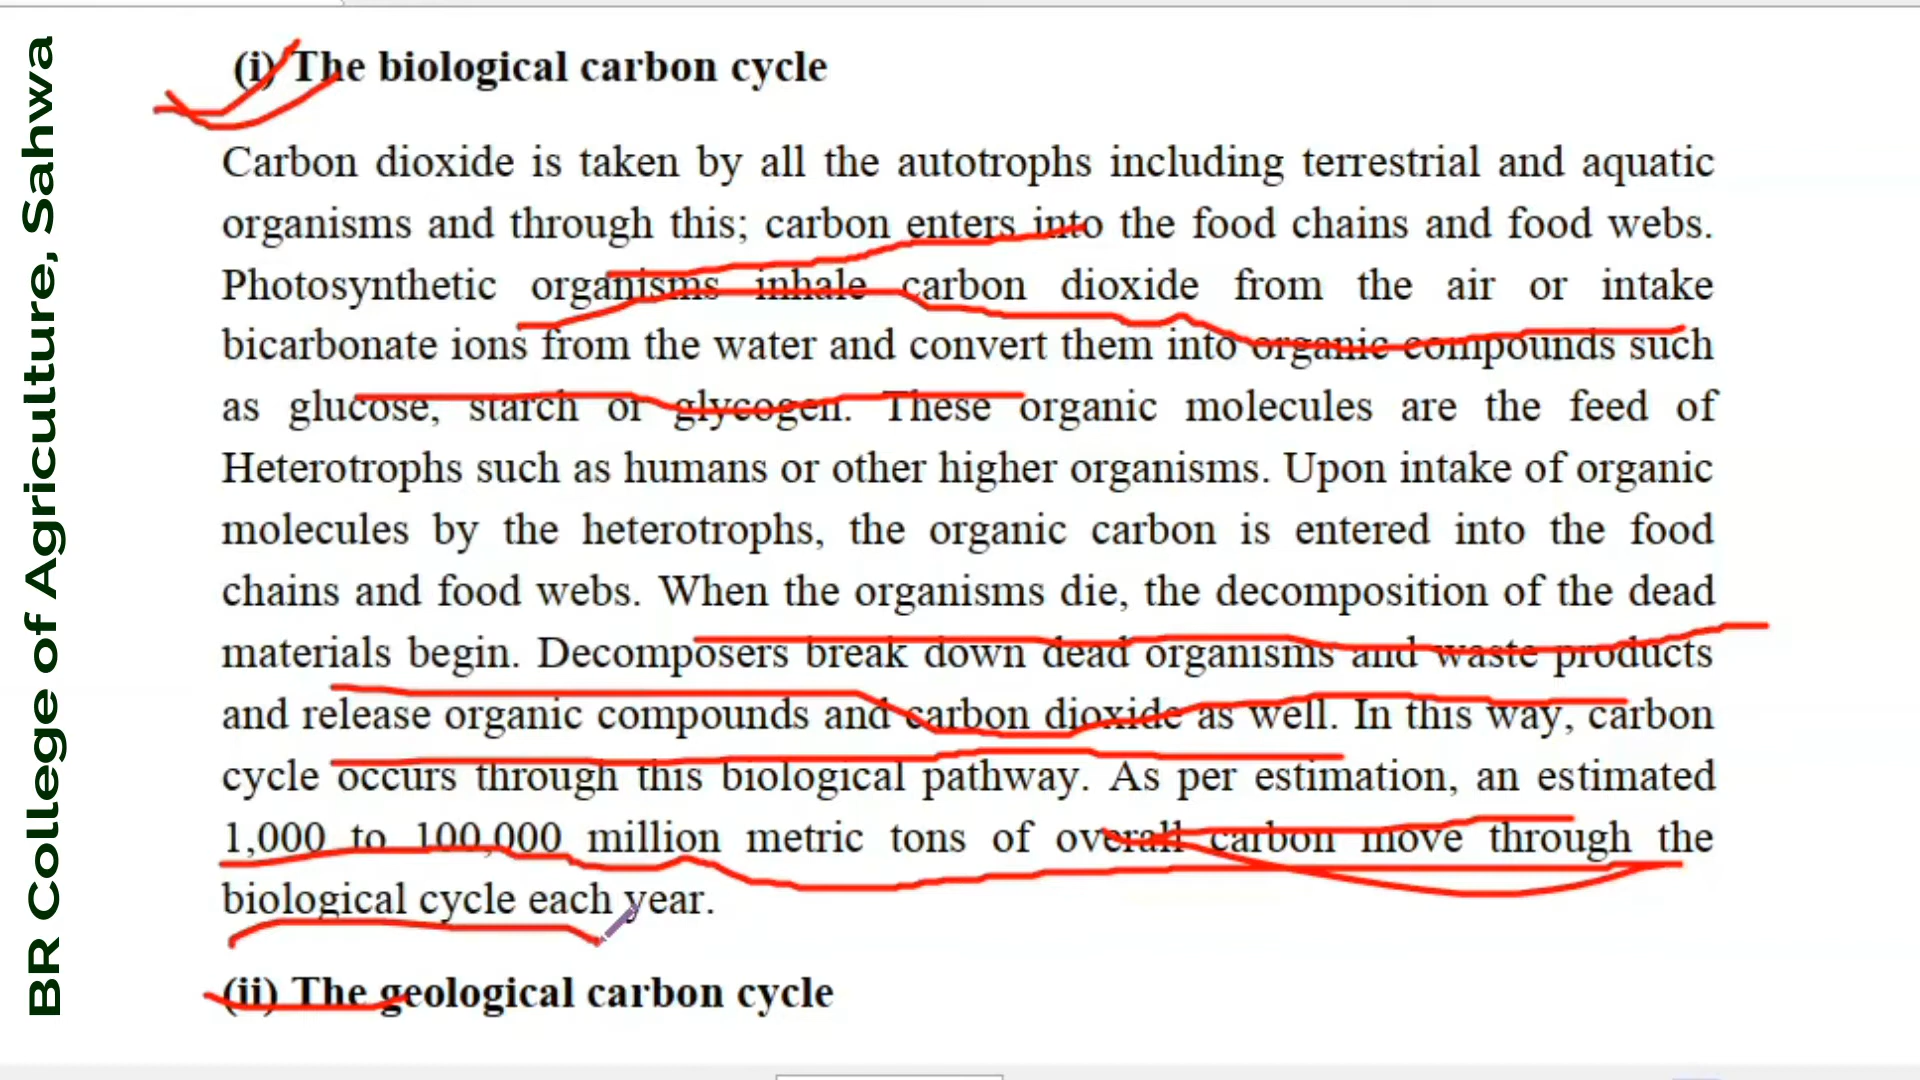 BR College of Agriculture, Sahwa
(i) The biological carbon cycle
Carbon dioxide is taken by all the autotrophs including terrestrial and aquatic
organisms and through this; carbon enters into the food chains and food webs.
Photosynthetic organisms inhale carbon dioxide from the air or intake
bicarbonate ions from the water and convert them into organic compounds such
as glucose, starch or glycogen. These organic molecules are the feed of
Heterotrophs such as humans or other higher organisms. Upon intake of organic
molecules by the heterotrophs, the organic carbon is entered into the food
chains and food webs. When the organisms die, the decomposition of the dead
materials begin. Decomposers break down dead organisms and waste products
and release organic compounds and carbon dioxide as well. In this way, carbon
cycle occurs through this biological pathway. As per estimation, an estimated
1,000 to 100,000 million metric tons of overall carbon move through the
biological cycle each year.
(ii) The geological carbon cycle